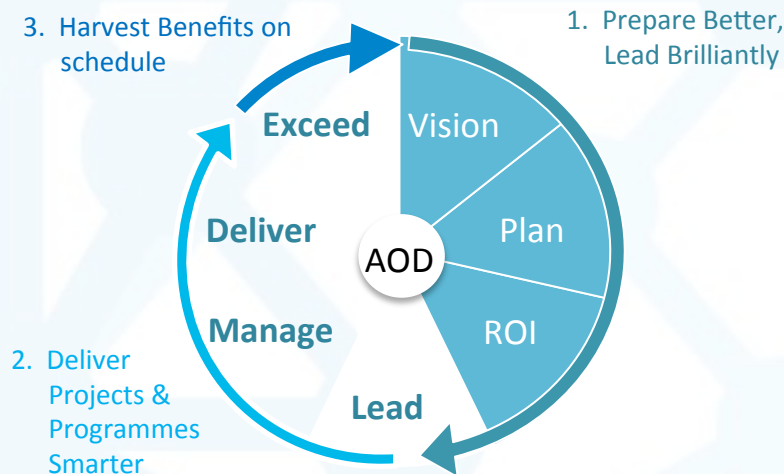 3. Harvest Benefits on
schedule
1. Prepare Better,
Lead Brilliantly
Exceed
Vision
Deliver
Plan
AOD
Manage
ROI
Lead
2. Deliver
Projects &
Programmes
Smarter